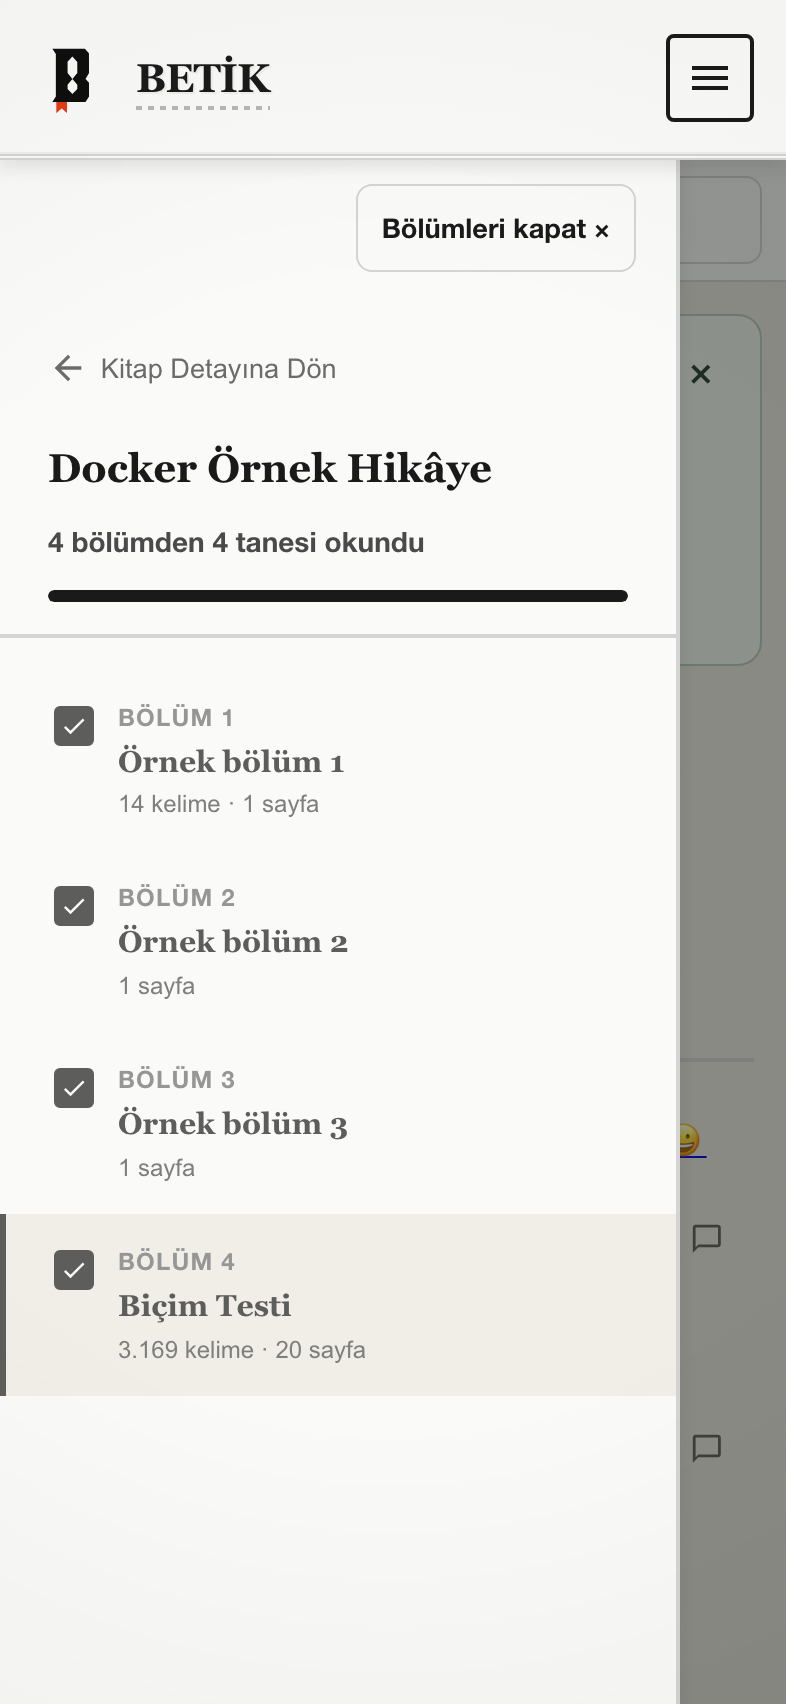 BETİK
Bölümleri kapat ×
Kitap Detayına Dön
Docker Örnek Hikâye
4 bölümden 4 tanesi okundu
BÖLÜM 1
Örnek bölüm 1
14 kelime · 1 sayfa
BÖLÜM 2
Örnek bölüm 2
1 sayfa
BÖLÜM 3
Örnek bölüm 3
1 sayfa
BÖLÜM 4
Biçim Testi
3.169 kelime · 20 sayfa